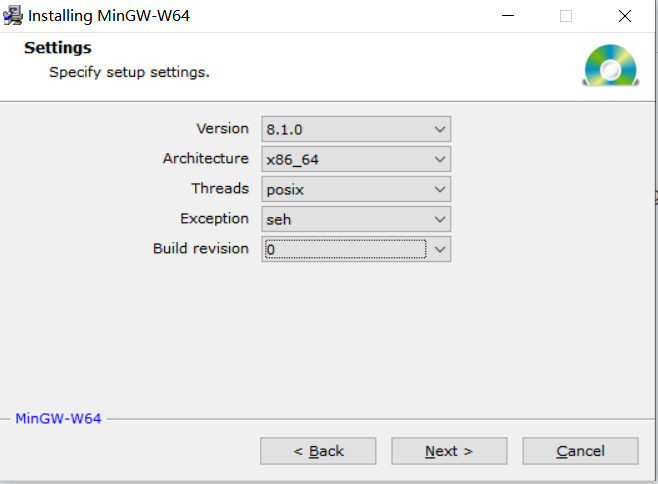 Installing MinGW-W64
Settings
Specify setup settings.
Version 8.1.0
Architecture x86_64
Threads posix
Exception seh
Build revision 0
MinGW-W64
< Back Next > Cancel